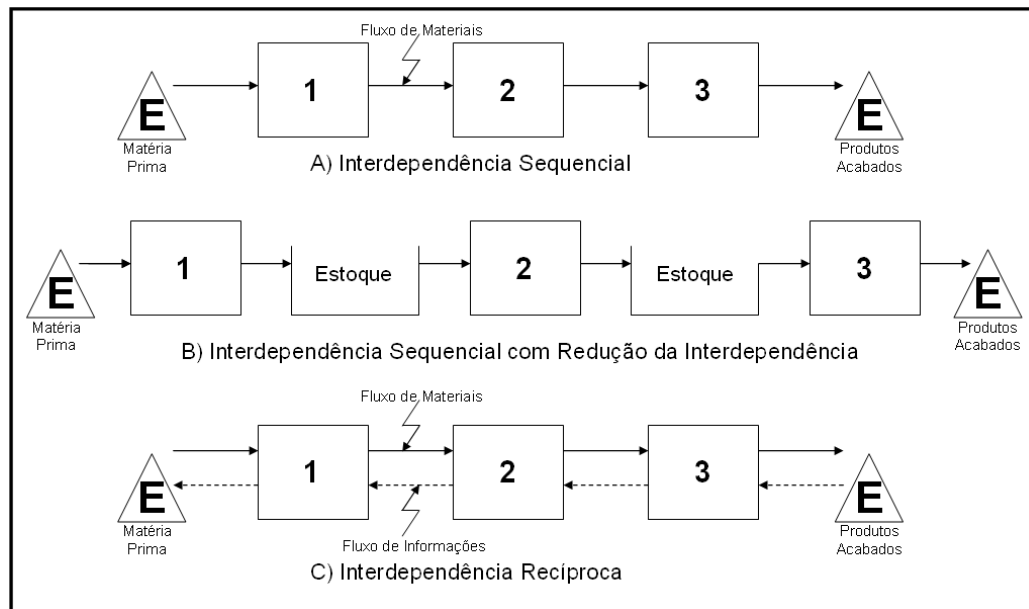 Fluxo de Materiais
E
1
2
3
E
Matéria
Prima
Produtos
Acabados
A) Interdependência Sequencial
E
1
Estoque
2
Estoque
3
E
Matéria
Prima
Produtos
Acabados
B) Interdependência Sequencial com Redução da Interdependência
Fluxo de Materiais
E
1
2
3
E
Matéria
Prima
Produtos
Acabados
Fluxo de Informações
C) Interdependência Recíproca